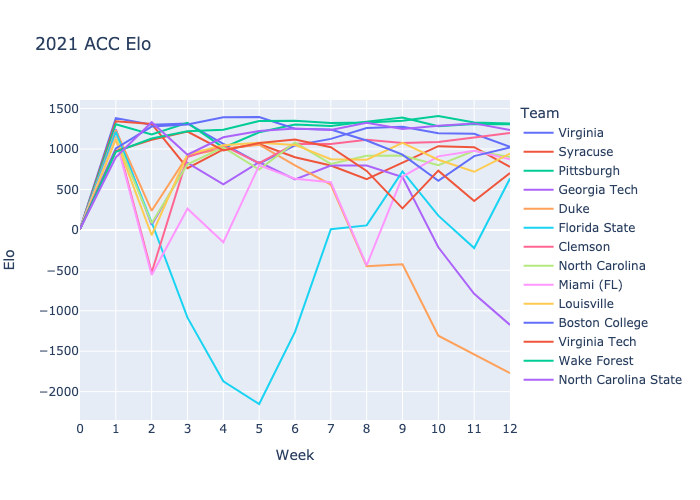 2021 ACC Elo
Team
Virginia
Syracuse
Pittsburgh
Georgia Tech
Duke
Florida State
Clemson
North Carolina
Miami (FL)
Louisville
Boston College
Virginia Tech
Wake Forest
North Carolina State
Elo
1500
1000
500
0
−500
−1000
−1500
−2000
0 1 2 3 4 5 6 7 8 9 10 11 12
Week